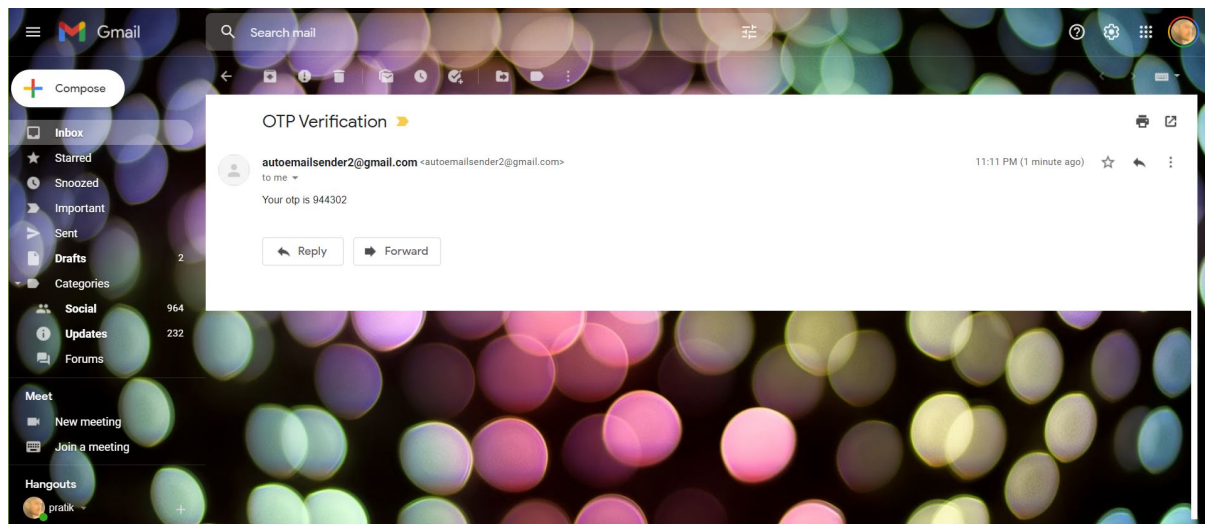 Gmail
Search mail
Compose
Inbox
Starred
Snoozed
Important
Sent
Drafts 2
Categories
Social 964
Updates 232
Forums
Meet
New meeting
Join a meeting
Hangouts
pratik
OTP Verification
autoemailsender2@gmail.com <autoemailsender2@gmail.com> 11:11 PM (1 minute ago)
to me
Your otp is 944302
Reply Forward